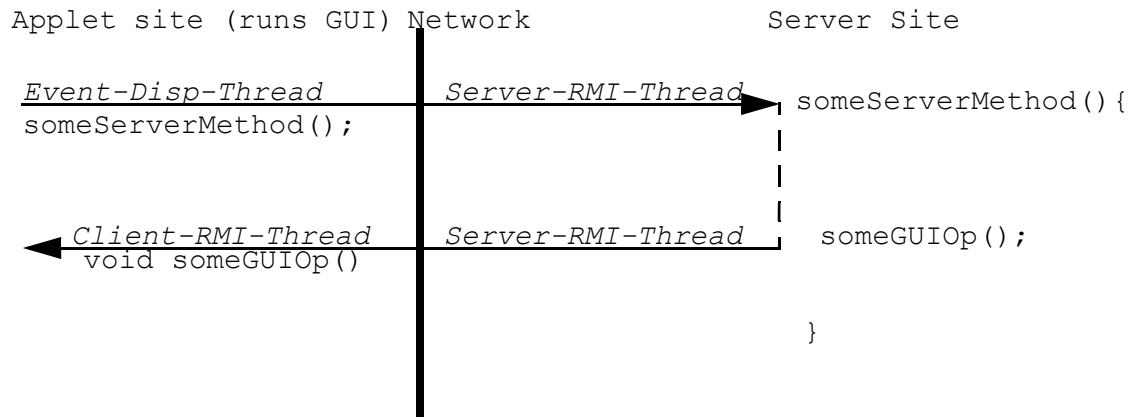 Applet site (runs GUI) Network Server Site
Event-Disp-Thread Server-RMI-Thread someServerMethod(){
someServerMethod();
Client-RMI-Thread Server-RMI-Thread someGUIOp();
void someGUIOp()
}